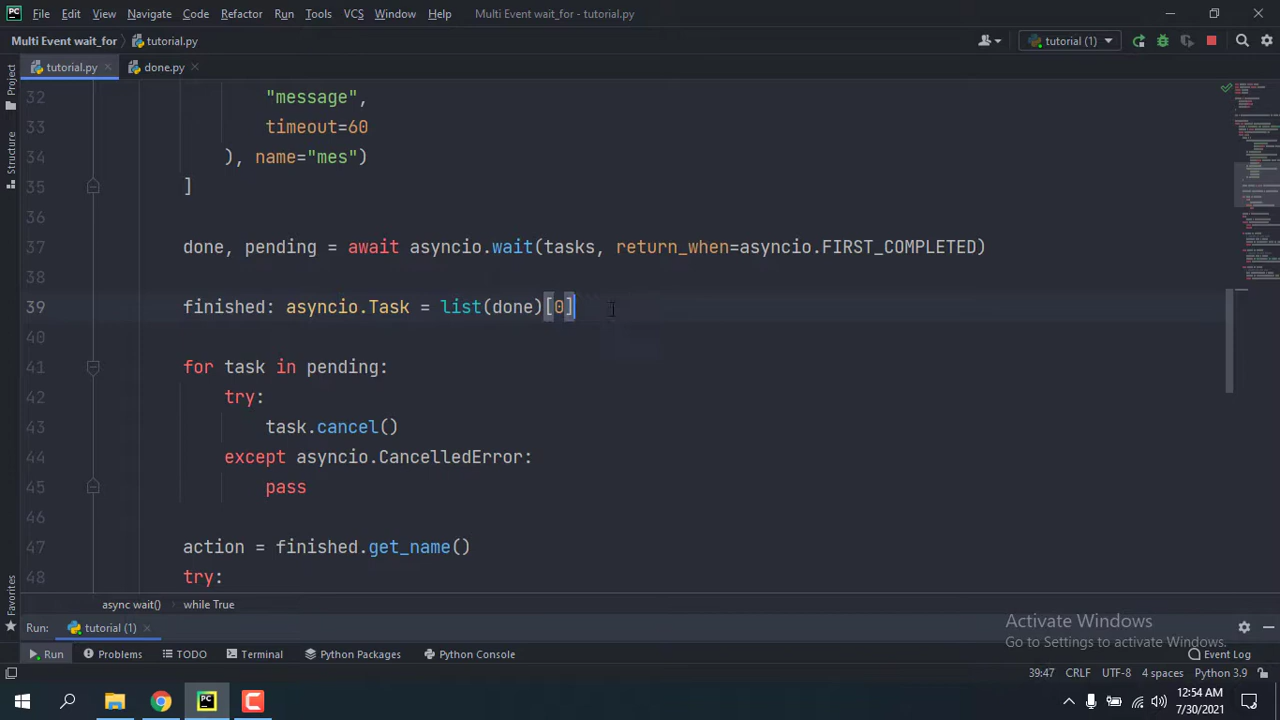 File Edit View Navigate Code Refactor Run Tools VCS Window Help Multi Event wait_for - tutorial.py
Multi Event wait_for tutorial.py tutorial (1)
tutorial.py done.py
Project
Structure
Favorites
32 "message",
33 timeout=60
34 ), name="mes")
35 ]
36
37 done, pending = await asyncio.wait(tasks, return_when=asyncio.FIRST_COMPLETED)
38
39 finished: asyncio.Task = list(done)[0]
40
41 for task in pending:
42 try:
43 task.cancel()
44 except asyncio.CancelledError:
45 pass
46
47 action = finished.get_name()
48 try:
async wait() while True
Run: tutorial (1)
Activate Windows
Go to Settings to activate Windows.
Run Problems TODO Terminal Python Packages Python Console Event Log
39:47 CRLF UTF-8 4 spaces Python 3.9
PC
12:54 AM
7/30/2021